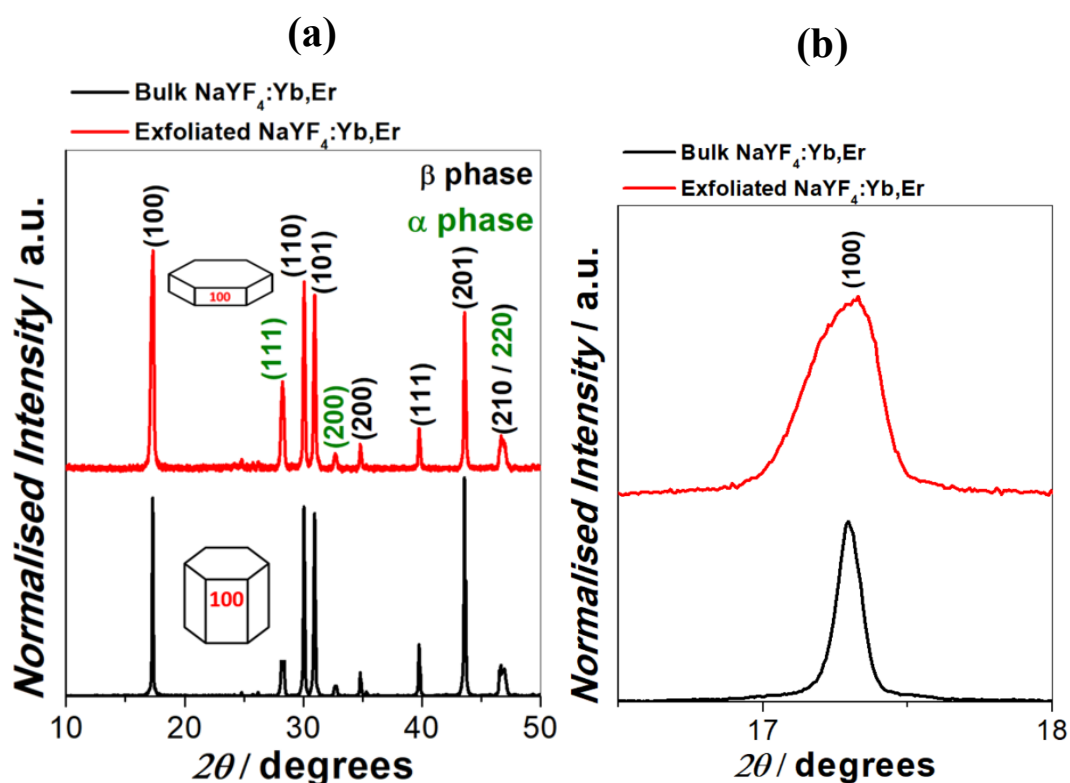 (a)
Bulk NaYF₄:Yb,Er
Exfoliated NaYF₄:Yb,Er
β phase
α phase
(100)
(111)
(110)
(101)
(200)
(200)
(111)
(201)
(210 / 220)
100
100
Normalised Intensity / a.u.
10 20 30 40 50
2θ / degrees
(b)
Bulk NaYF₄:Yb,Er
Exfoliated NaYF₄:Yb,Er
(100)
Normalised Intensity / a.u.
17 18
2θ / degrees